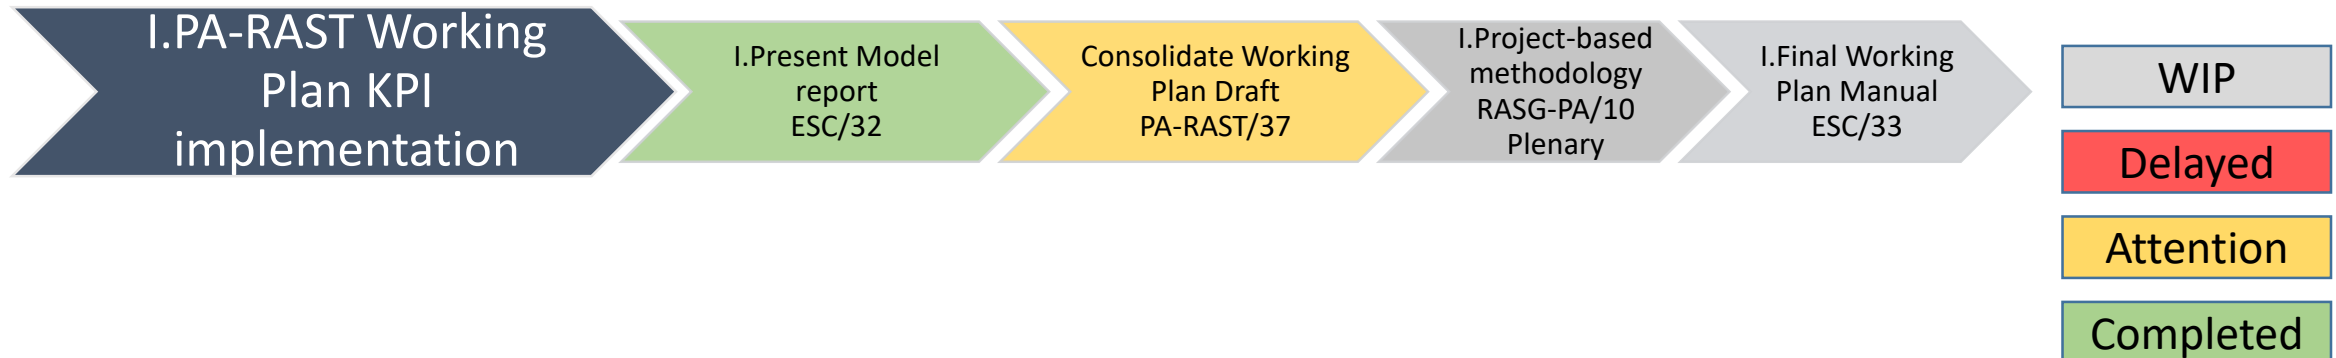 I.PA-RAST Working
Plan KPI
implementation
I.Present Model
report
ESC/32
Consolidate Working
Plan Draft
PA-RAST/37
I.Project-based
methodology
RASG-PA/10
Plenary
I.Final Working
Plan Manual
ESC/33
WIP
Delayed
Attention
Completed